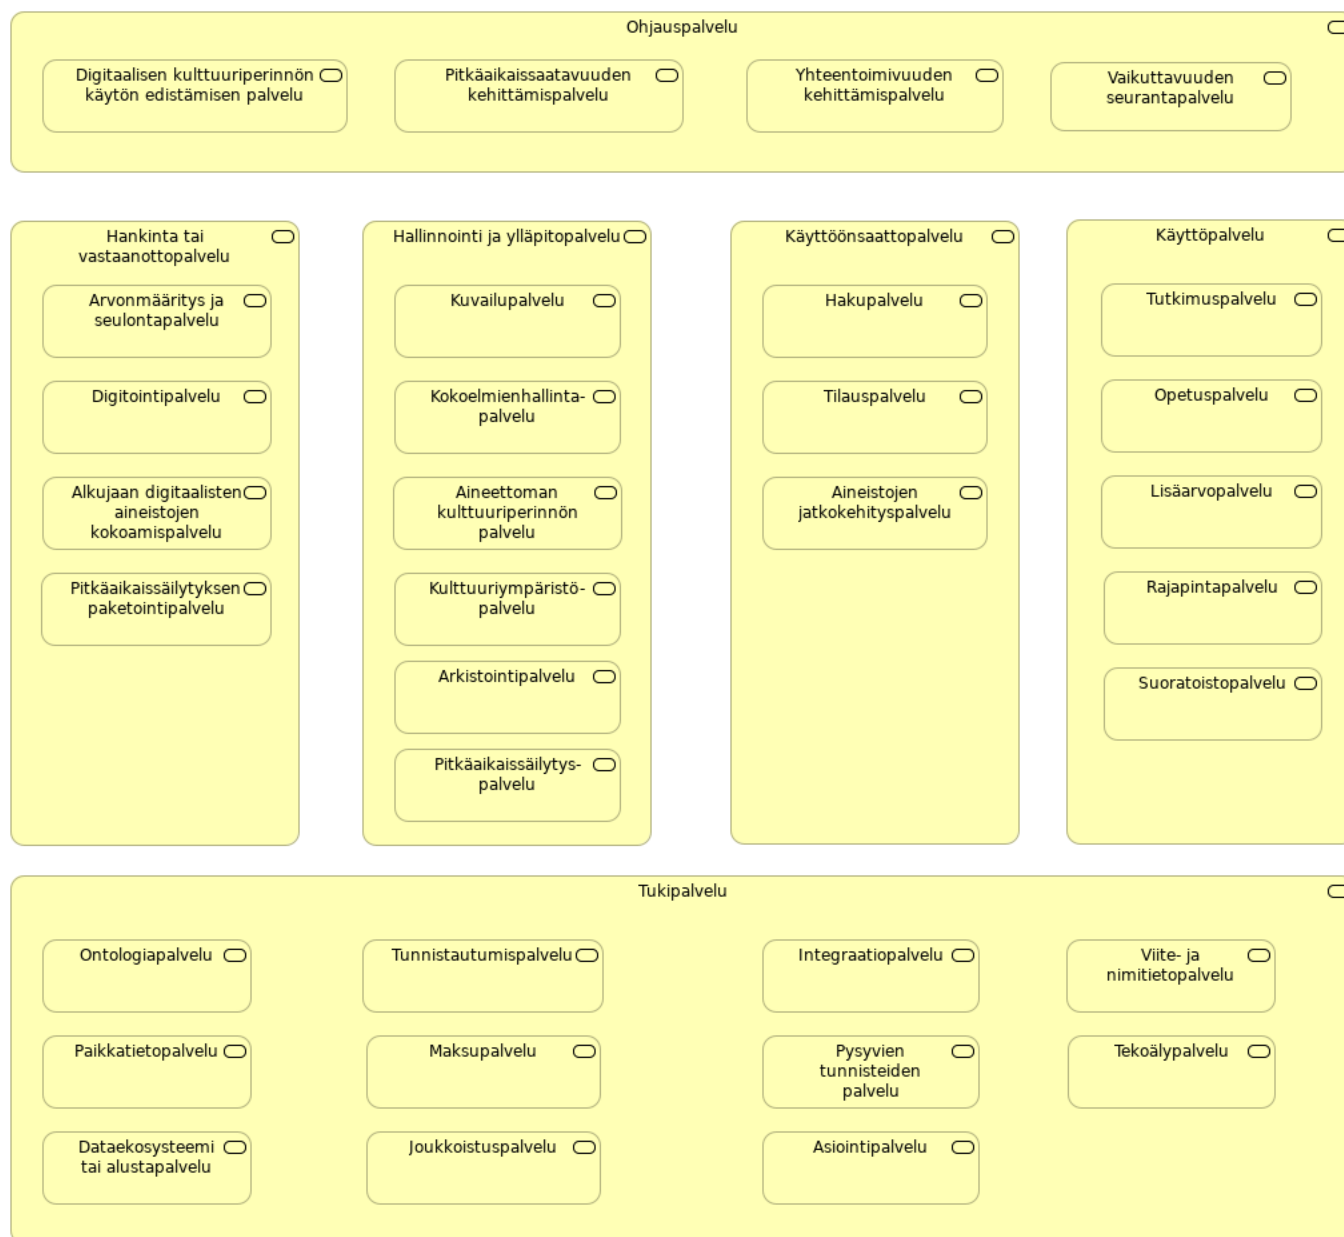 Ohjauspalvelu
Digitaalisen kulttuuriperinnön
käytön edistämisen palvelu
Pitkäaikaissaatavuuden
kehittämispalvelu
Yhteentoimivuuden
kehittämispalvelu
Vaikuttavuuden
seurantapalvelu
Hankinta tai
vastaanottopalvelu
Arvonmääritys ja
seulontapalvelu
Digitointipalvelu
Alkujaan digitaalisten
aineistojen
kokoamispalvelu
Pitkäaikaissäilytyksen
paketointipalvelu
Hallinnointi ja ylläpitopalvelu
Kuvailupalvelu
Kokoelmienhallinta-
palvelu
Aineettoman
kulttuuriperinnön
palvelu
Kulttuuriympäristö-
palvelu
Arkistointipalvelu
Pitkäaikaissäilytys-
palvelu
Käyttöönsaattopalvelu
Hakupalvelu
Tilauspalvelu
Aineistojen
jatkokehityspalvelu
Käyttöpalvelu
Tutkimuspalvelu
Opetuspalvelu
Lisäarvopalvelu
Rajapintapalvelu
Suoratoistopalvelu
Tukipalvelu
Ontologiapalvelu
Tunnistautumispalvelu
Integraatiopalvelu
Viite- ja
nimitietopalvelu
Paikkatietopalvelu
Maksupalvelu
Pysyvien
tunnisteiden
palvelu
Tekoälypalvelu
Dataekosysteemi
tai alustapalvelu
Joukkoistuspalvelu
Asiointipalvelu